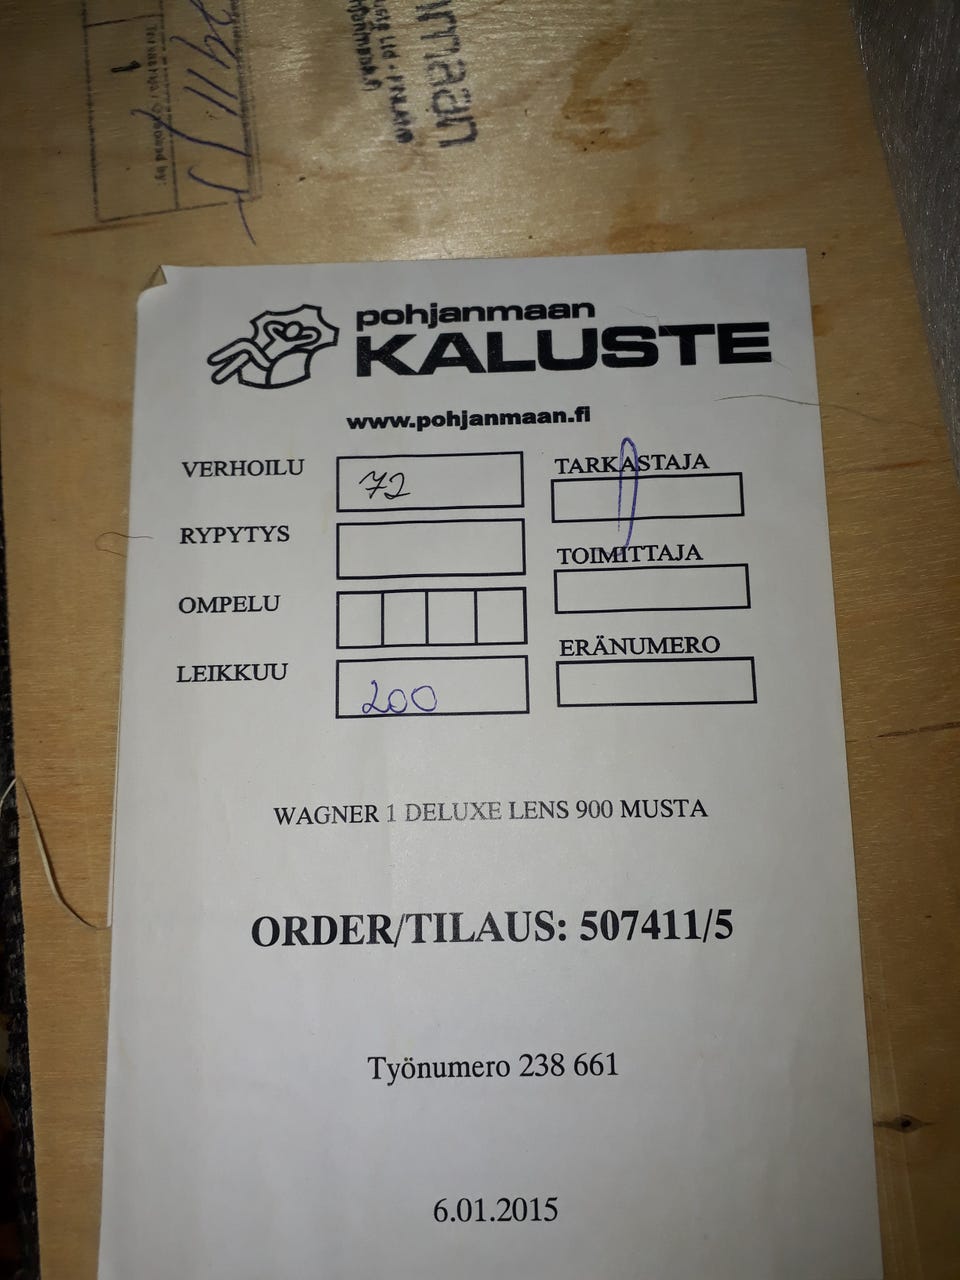 pohjanmaan
KALUSTE
www.pohjanmaan.fi
VERHOILU 72
TARKASTAJA
RYPYTYS
TOIMITTAJA
OMPELU
ERÄNUMERO
LEIKKUU 200
WAGNER 1 DELUXE LENS 900 MUSTA
ORDER/TILAUS: 507411/5
Työnumero 238 661
6.01.2015